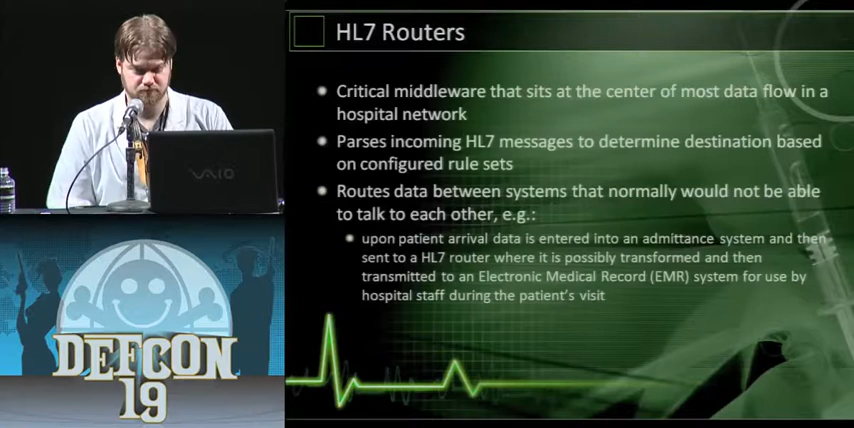 HL7 Routers
Critical middleware that sits at the center of most data flow in a
hospital network
Parses incoming HL7 messages to determine destination based
on configured rule sets
Routes data between systems that normally would not be able
to talk to each other, e.g.:
upon patient arrival data is entered into an admittance system and then
sent to a HL7 router where it is possibly transformed and then
transmitted to an Electronic Medical Record (EMR) system for use by
hospital staff during the patient's visit
VAIO
DEFCON
19